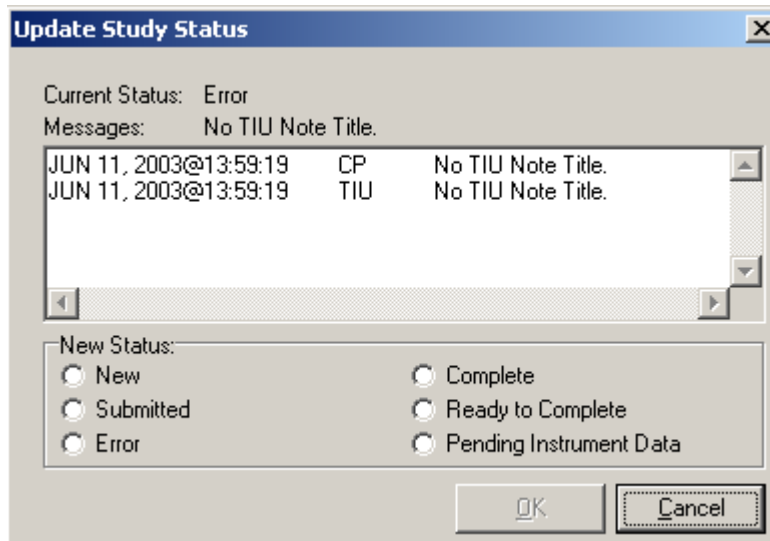 Update Study Status
Current Status: Error
Messages: No TIU Note Title.
JUN 11, 2003@13:59:19 CP No TIU Note Title.
JUN 11, 2003@13:59:19 TIU No TIU Note Title.
New Status:
New Complete
Submitted Ready to Complete
Error Pending Instrument Data
OK Cancel